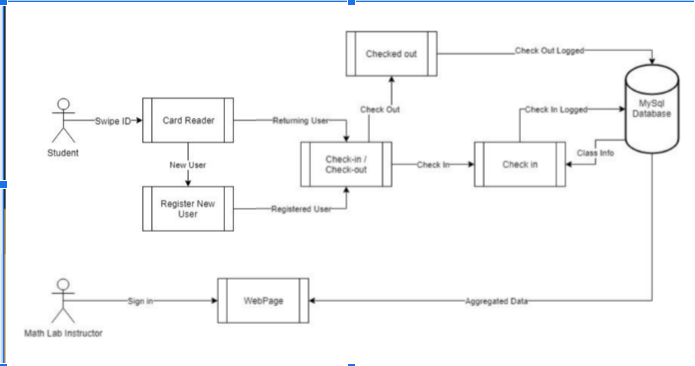 Checked out
Check Out Logged
MySql
Database
Student
Swipe ID
Card Reader
Returning User
Check Out
Check In Logged
New User
Check-in /
Check-out
Check In
Check in
Class Info
Register New
User
Registered User
Math Lab Instructor
Sign in
WebPage
Aggregated Data